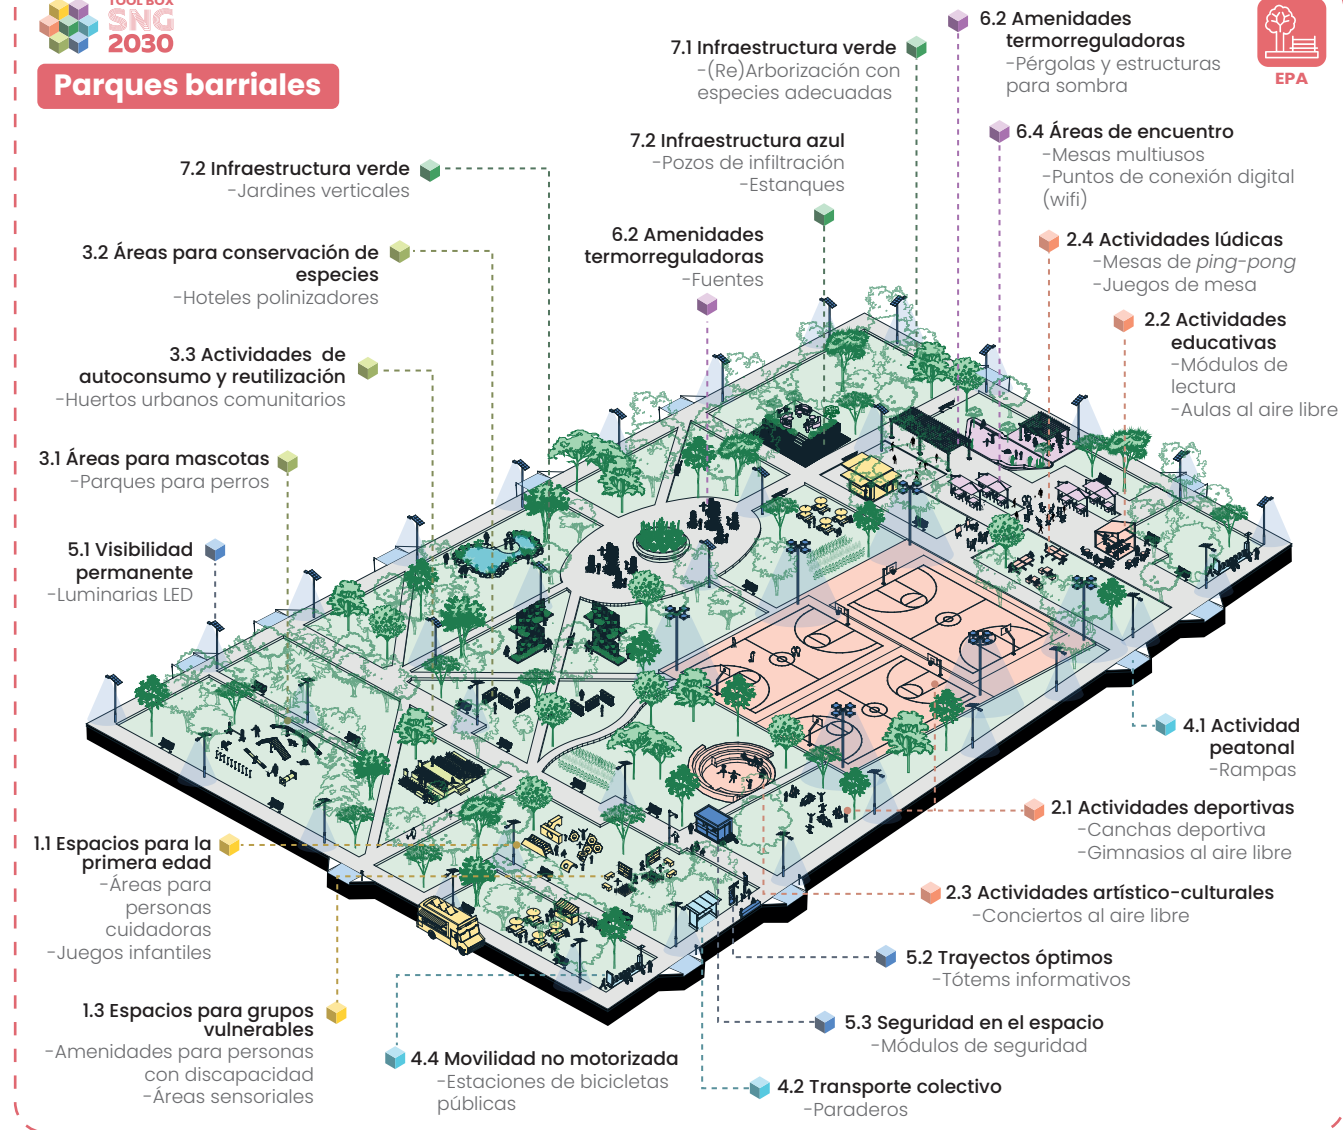 TOOL BOX
SNG
2030
Parques barriales
EPA
6.2 Amenidades
termorreguladoras
-Pérgolas y estructuras
para sombra
7.1 Infraestructura verde
-(Re)Arborización con
especies adecuadas
6.4 Áreas de encuentro
-Mesas multiusos
-Puntos de conexión digital
(wifi)
7.2 Infraestructura azul
-Pozos de infiltración
-Estanques
7.2 Infraestructura verde
-Jardines verticales
6.2 Amenidades
termorreguladoras
-Fuentes
2.4 Actividades lúdicas
-Mesas de ping-pong
-Juegos de mesa
3.2 Áreas para conservación de
especies
-Hoteles polinizadores
2.2 Actividades
educativas
-Módulos de
lectura
-Aulas al aire libre
3.3 Actividades de
autoconsumo y reutilización
-Huertos urbanos comunitarios
3.1 Áreas para mascotas
-Parques para perros
5.1 Visibilidad
permanente
-Luminarias LED
4.1 Actividad
peatonal
-Rampas
2.1 Actividades deportivas
-Canchas deportiva
-Gimnasios al aire libre
1.1 Espacios para la
primera edad
-Áreas para
personas
cuidadoras
-Juegos infantiles
2.3 Actividades artístico-culturales
-Conciertos al aire libre
5.2 Trayectos óptimos
-Tótems informativos
1.3 Espacios para grupos
vulnerables
-Amenidades para personas
con discapacidad
-Áreas sensoriales
5.3 Seguridad en el espacio
-Módulos de seguridad
4.4 Movilidad no motorizada
-Estaciones de bicicletas
públicas
4.2 Transporte colectivo
-Paraderos